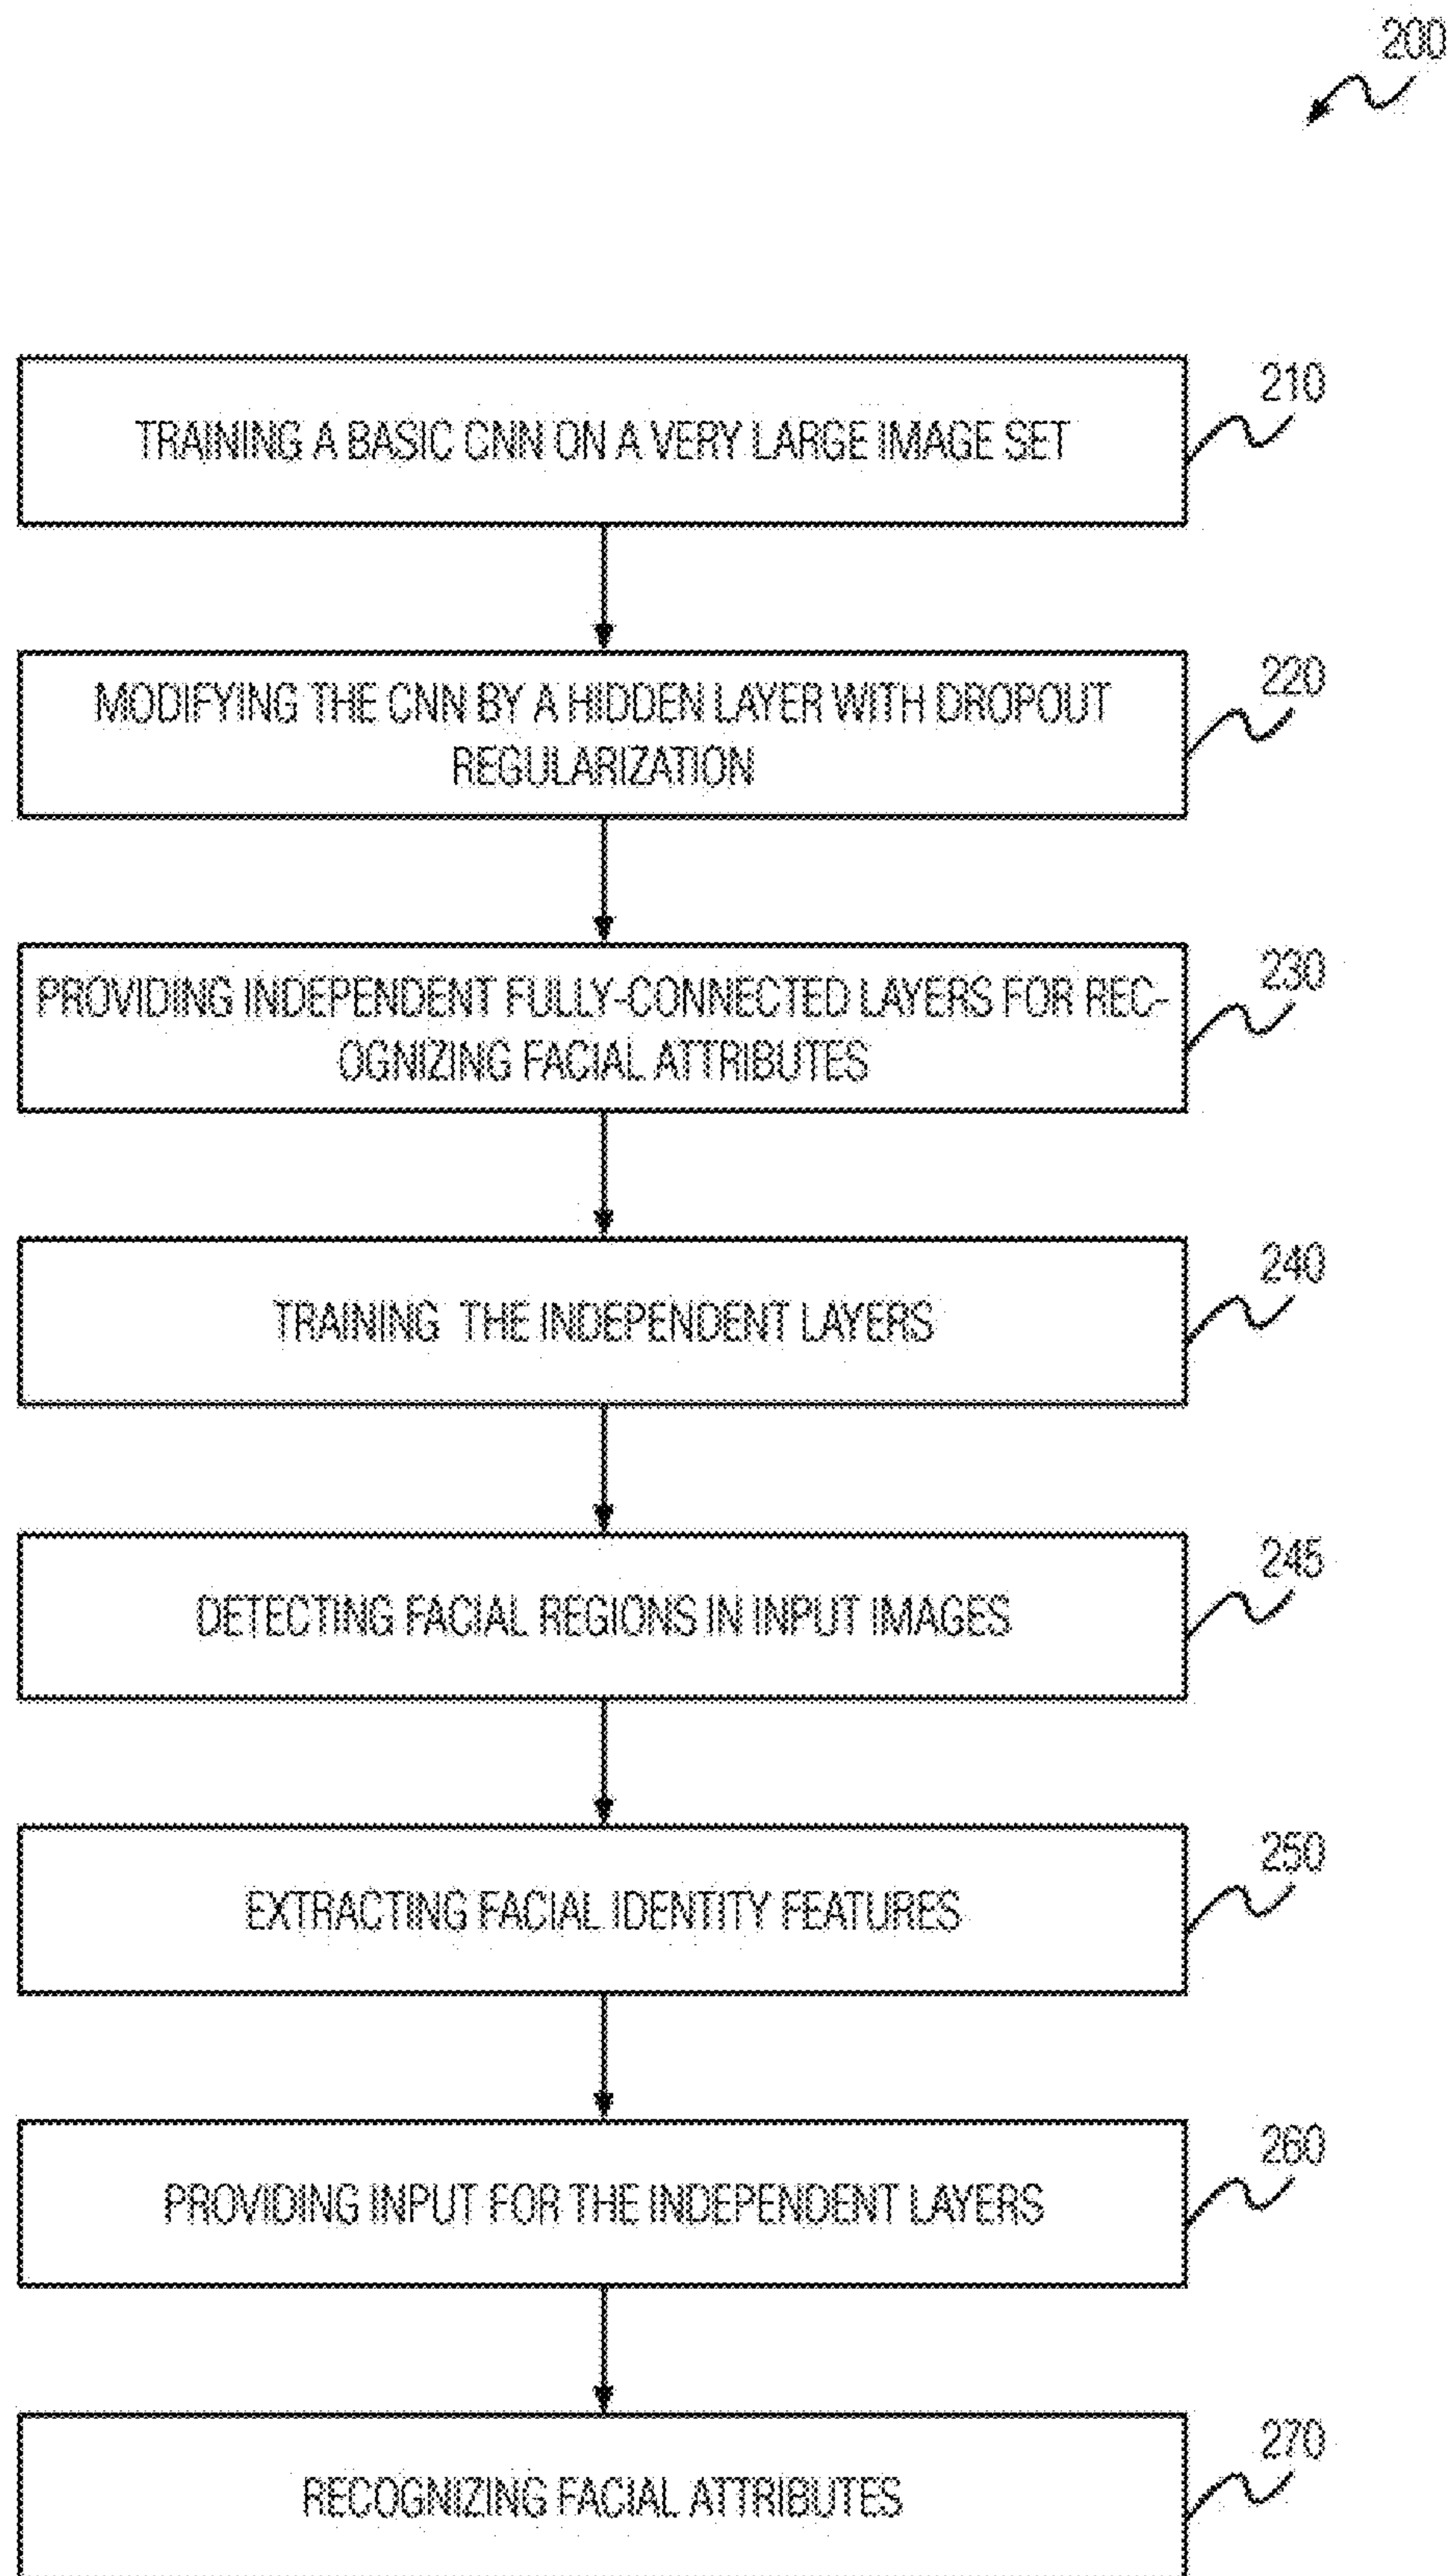 200
TRAINING A BASIC CNN ON A VERY LARGE IMAGE SET
210
MODIFYING THE CNN BY A HIDDEN LAYER WITH DROPOUT
REGULARIZATION
220
PROVIDING INDEPENDENT FULLY-CONNECTED LAYERS FOR REC-
OGNIZING FACIAL ATTRIBUTES
230
TRAINING THE INDEPENDENT LAYERS
240
DETECTING FACIAL REGIONS IN INPUT IMAGES
245
EXTRACTING FACIAL IDENTITY FEATURES
250
PROVIDING INPUT FOR THE INDEPENDENT LAYERS
260
RECOGNIZING FACIAL ATTRIBUTES
270